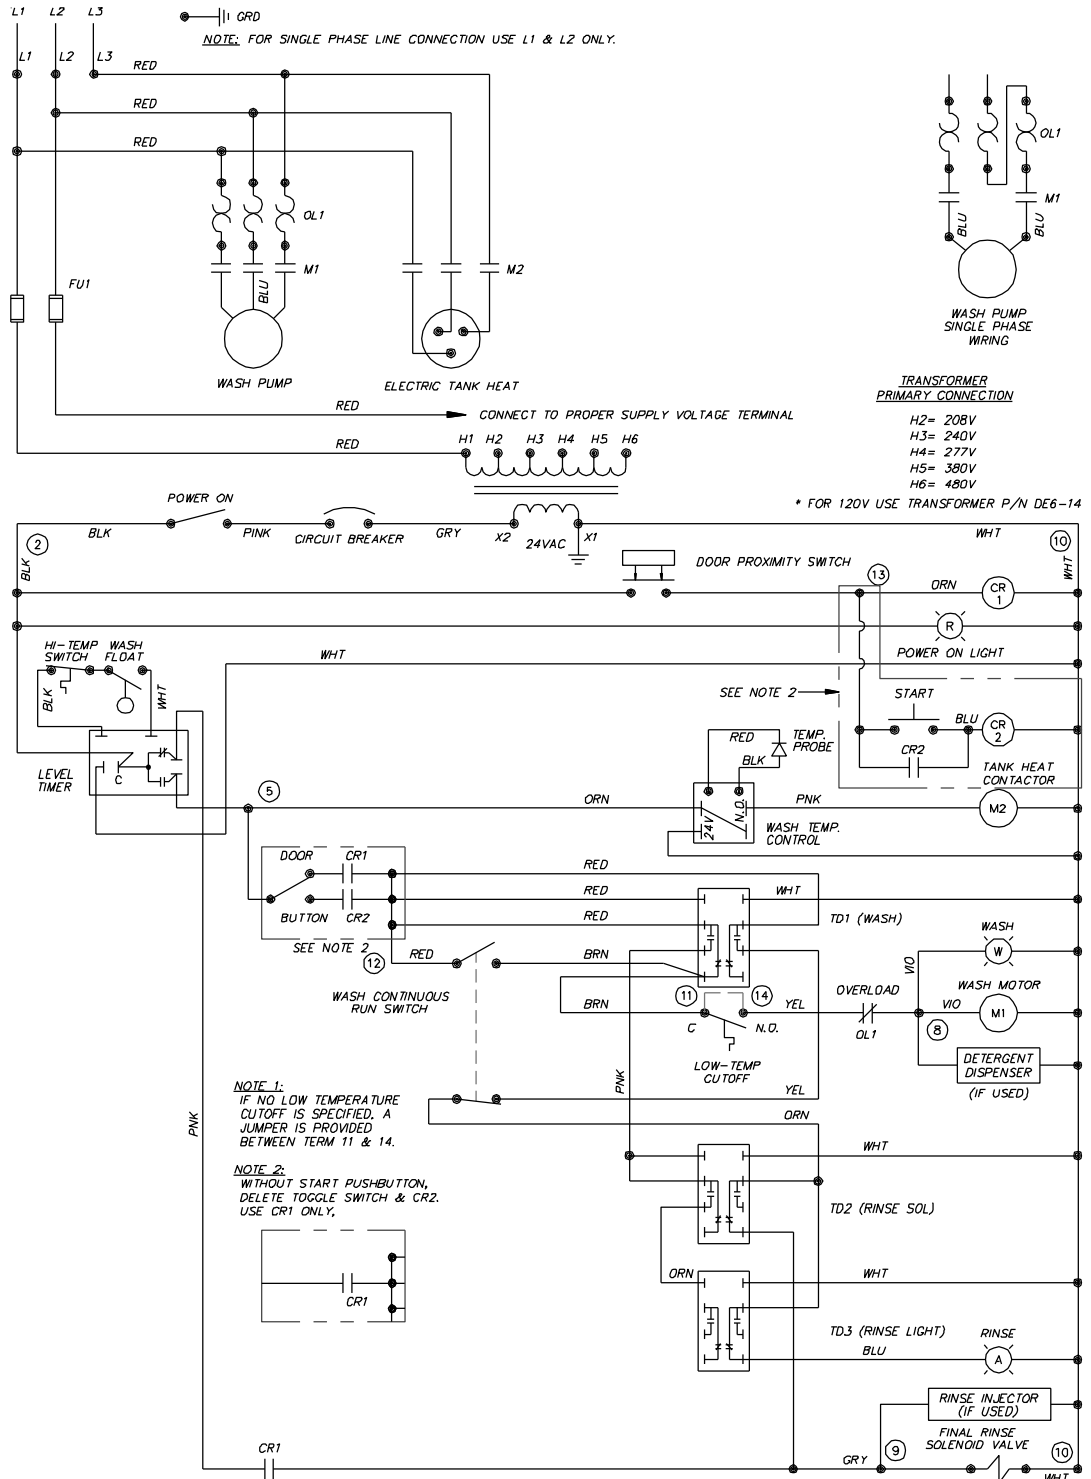 L1 L2 L3
GRD
NOTE: FOR SINGLE PHASE LINE CONNECTION USE L1 & L2 ONLY.
L1 L2 L3
RED
RED
RED
OL1
M1
BLU
M2
FU1
WASH PUMP
ELECTRIC TANK HEAT
OL1
M1
BLU
BLU
WASH PUMP
SINGLE PHASE
WIRING
TRANSFORMER
PRIMARY CONNECTION
H2= 208V
H3= 240V
H4= 277V
H5= 380V
H6= 480V
* FOR 120V USE TRANSFORMER P/N DE6-14
RED
CONNECT TO PROPER SUPPLY VOLTAGE TERMINAL
RED
H1 H2 H3 H4 H5 H6
POWER ON
BLK
PINK
CIRCUIT BREAKER
GRY
X2
24VAC
X1
WHT
2
BLK
10
WHT
DOOR PROXIMITY SWITCH
13
ORN
CR
1
R
POWER ON LIGHT
HI-TEMP
SWITCH
WASH
FLOAT
BLK
WHT
WHT
SEE NOTE 2
START
BLU
CR
2
CR2
LEVEL
TIMER
C
RED
BLK
TEMP.
PROBE
TANK HEAT
CONTACTOR
5
ORN
24V
N.O.
PNK
M2
WASH TEMP.
CONTROL
DOOR
CR1
BUTTON
CR2
SEE NOTE 2
RED
RED
RED
WHT
TD1 (WASH)
12
RED
BRN
WASH CONTINUOUS
RUN SWITCH
BRN
11
14
C
N.O.
YEL
LOW-TEMP
CUTOFF
OVERLOAD
OL1
VIO
VIO
8
WASH
W
WASH MOTOR
M1
DETERGENT
DISPENSER
(IF USED)
PNK
YEL
ORN
PNK
NOTE 1:
IF NO LOW TEMPERATURE
CUTOFF IS SPECIFIED, A
JUMPER IS PROVIDED
BETWEEN TERM 11 & 14.
NOTE 2:
WITHOUT START PUSHBUTTON,
DELETE TOGGLE SWITCH & CR2.
USE CR1 ONLY,
CR1
WHT
TD2 (RINSE SOL)
ORN
WHT
TD3 (RINSE LIGHT)
BLU
RINSE
A
RINSE INJECTOR
(IF USED)
FINAL RINSE
SOLENOID VALVE
CR1
GRY
9
10
WHT